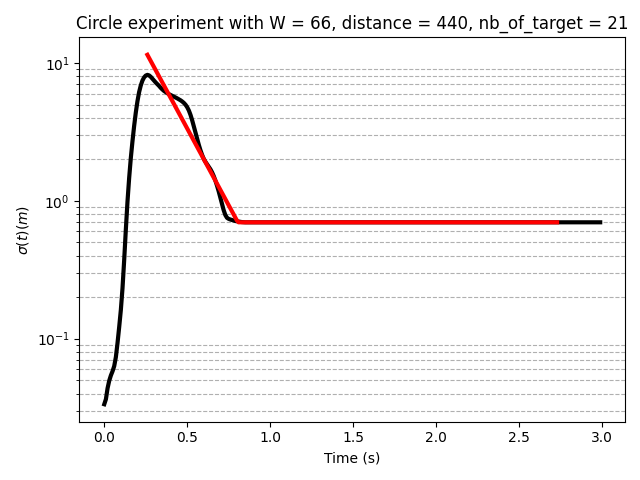 Circle experiment with W = 66, distance = 440, nb_of_target = 21
10¹
10⁰
10⁻¹
σ(t)(m)
0.0 0.5 1.0 1.5 2.0 2.5 3.0
Time (s)